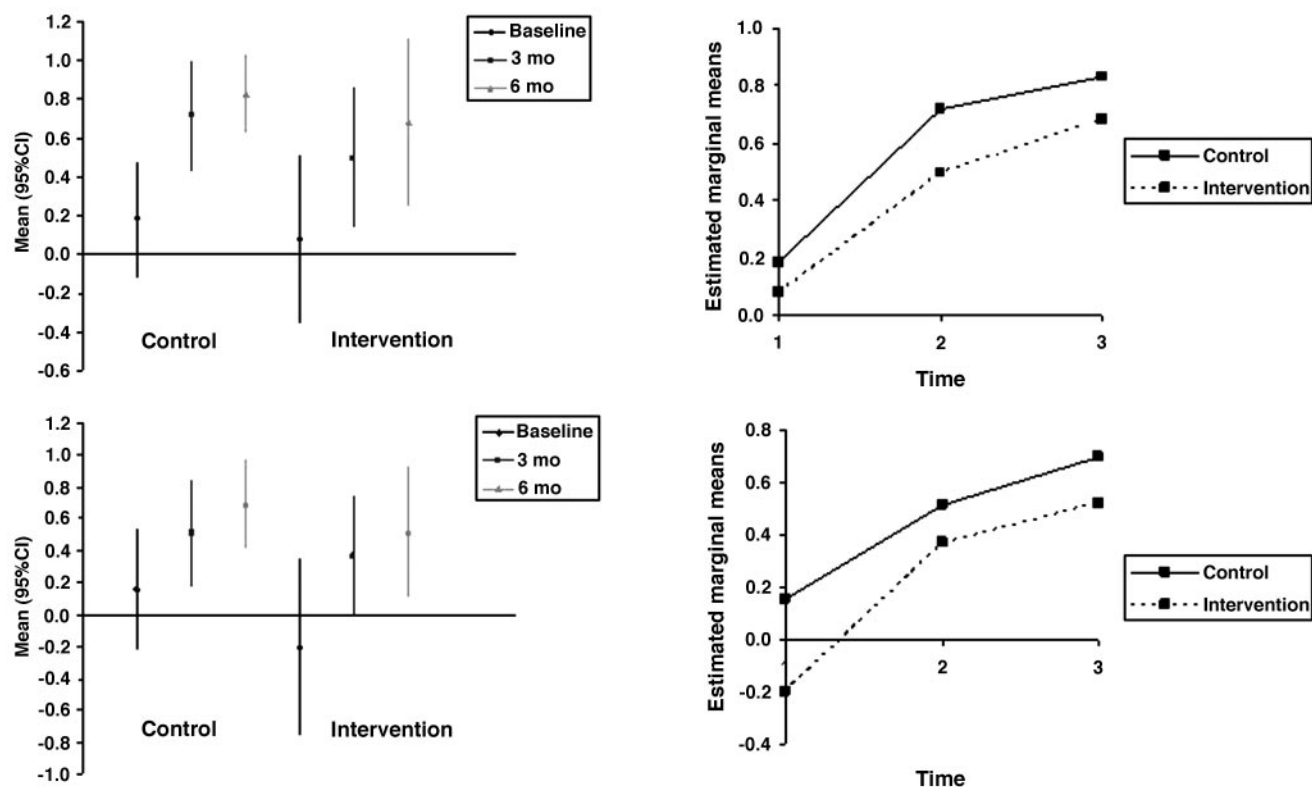 1.2
1.0
0.8
0.6
0.4
0.2
0.0
-0.2
-0.4
-0.6
Mean (95%CI)
Baseline
3 mo
6 mo
Control
Intervention
1.0
0.8
0.6
0.4
0.2
0.0
Estimated marginal means
1
2
3
Time
Control
Intervention
1.2
1.0
0.8
0.6
0.4
0.2
0.0
-0.2
-0.4
-0.6
-0.8
-1.0
Mean (95%CI)
Baseline
3 mo
6 mo
Control
Intervention
0.8
0.6
0.4
0.2
0.0
-0.2
-0.4
Estimated marginal means
2
3
Time
Control
Intervention